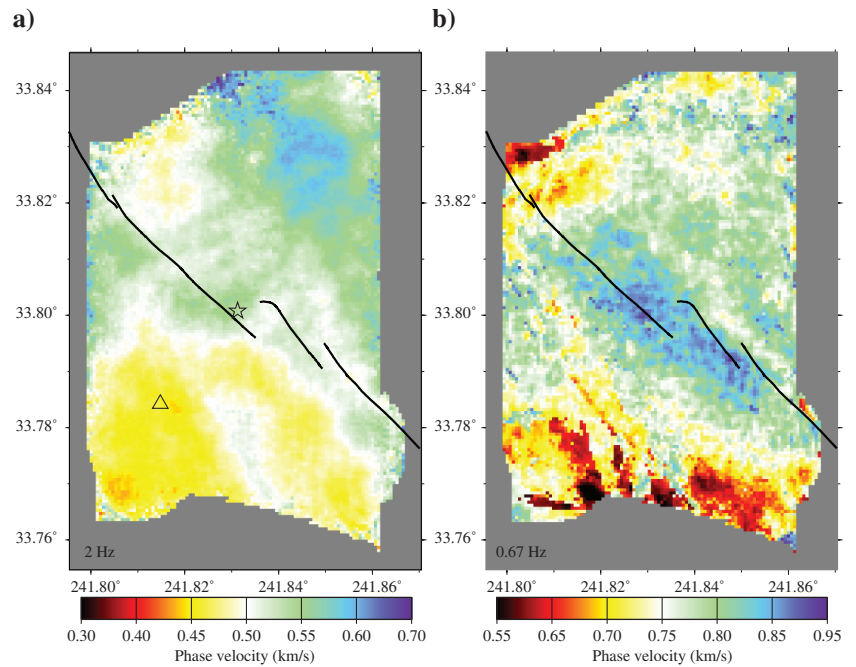 a)
b)
33.84°
33.82°
33.80°
33.78°
33.76°
2 Hz
0.67 Hz
241.80° 241.82° 241.84° 241.86°
241.80° 241.82° 241.84° 241.86°
0.30 0.35 0.40 0.45 0.50 0.55 0.60 0.65 0.70
Phase velocity (km/s)
0.55 0.65 0.70 0.75 0.80 0.85 0.95
Phase velocity (km/s)
33.84°
33.82°
33.80°
33.78°
33.76°